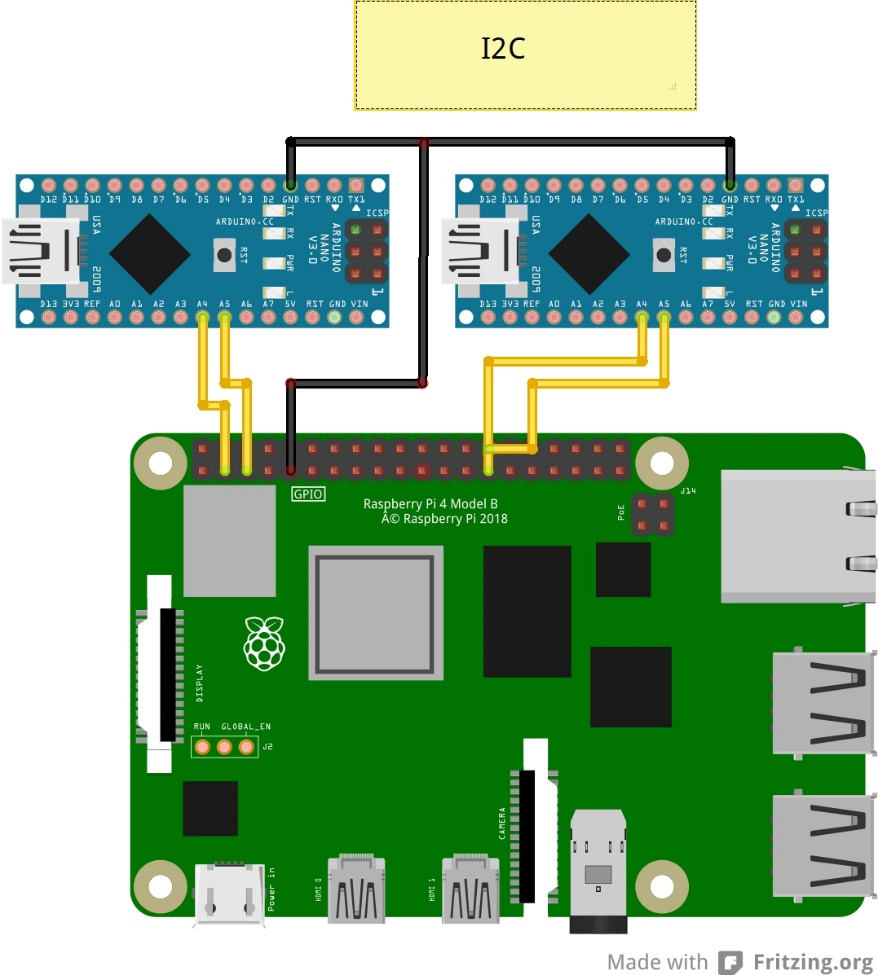 I2C
D12 D11 D10 D9 D8 D7 D6 D5 D4 D3 D2 GND RST RX0 TX1
TX
ICSP
ARDUINO.CC
RX
USA
ARDUINO
NANO
V3.0
RST
PWR
2009
L
1
D13 3V3 REF A0 A1 A2 A3 A4 A5 A6 A7 5V RST GND VIN
D12 D11 D10 D9 D8 D7 D6 D5 D4 D3 D2 GND RST RX0 TX1
TX
ICSP
ARDUINO.CC
RX
USA
ARDUINO
NANO
V3.0
RST
PWR
2009
L
1
D13 3V3 REF A0 A1 A2 A3 A4 A5 A6 A7 5V RST GND VIN
GPIO
J14
Raspberry Pi 4 Model B
Â© Raspberry Pi 2018
PoE
DISPLAY
RUN GLOBAL_EN
J2
CAMERA
Power in
HDMI 0
HDMI 1
Made with Fritzing.org